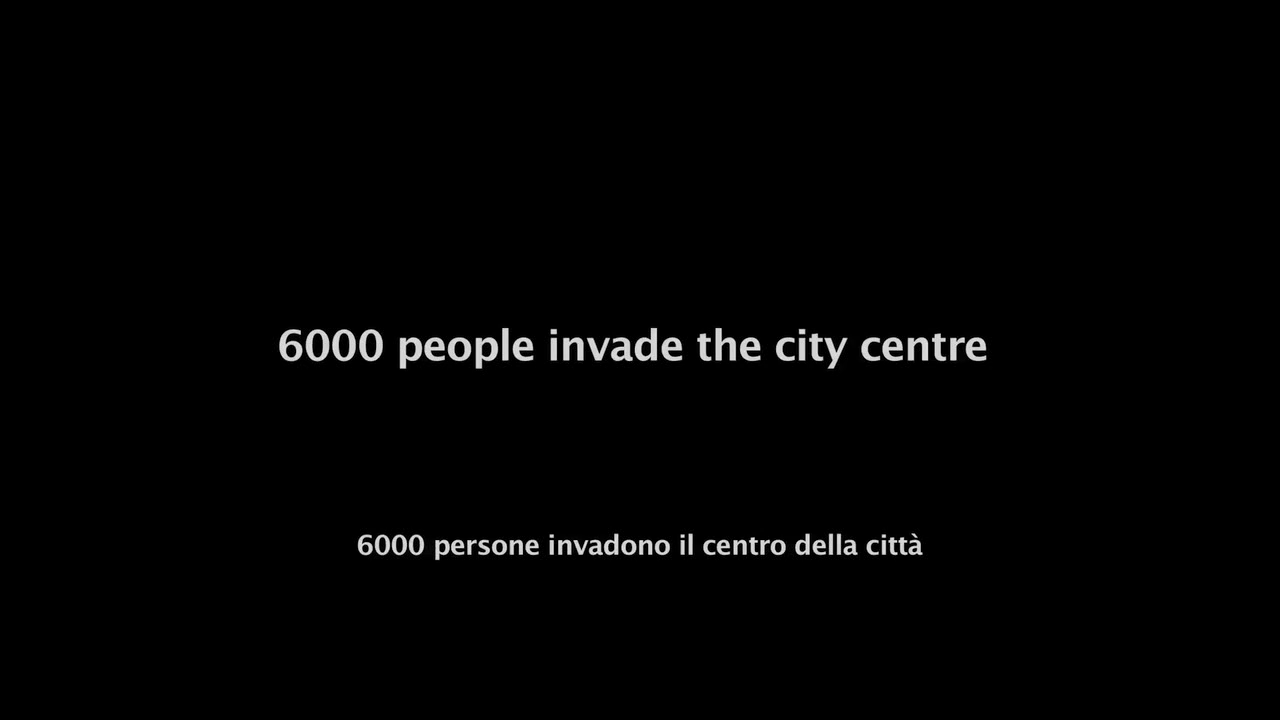 6000 people invade the city centre
6000 persone invadono il centro della città